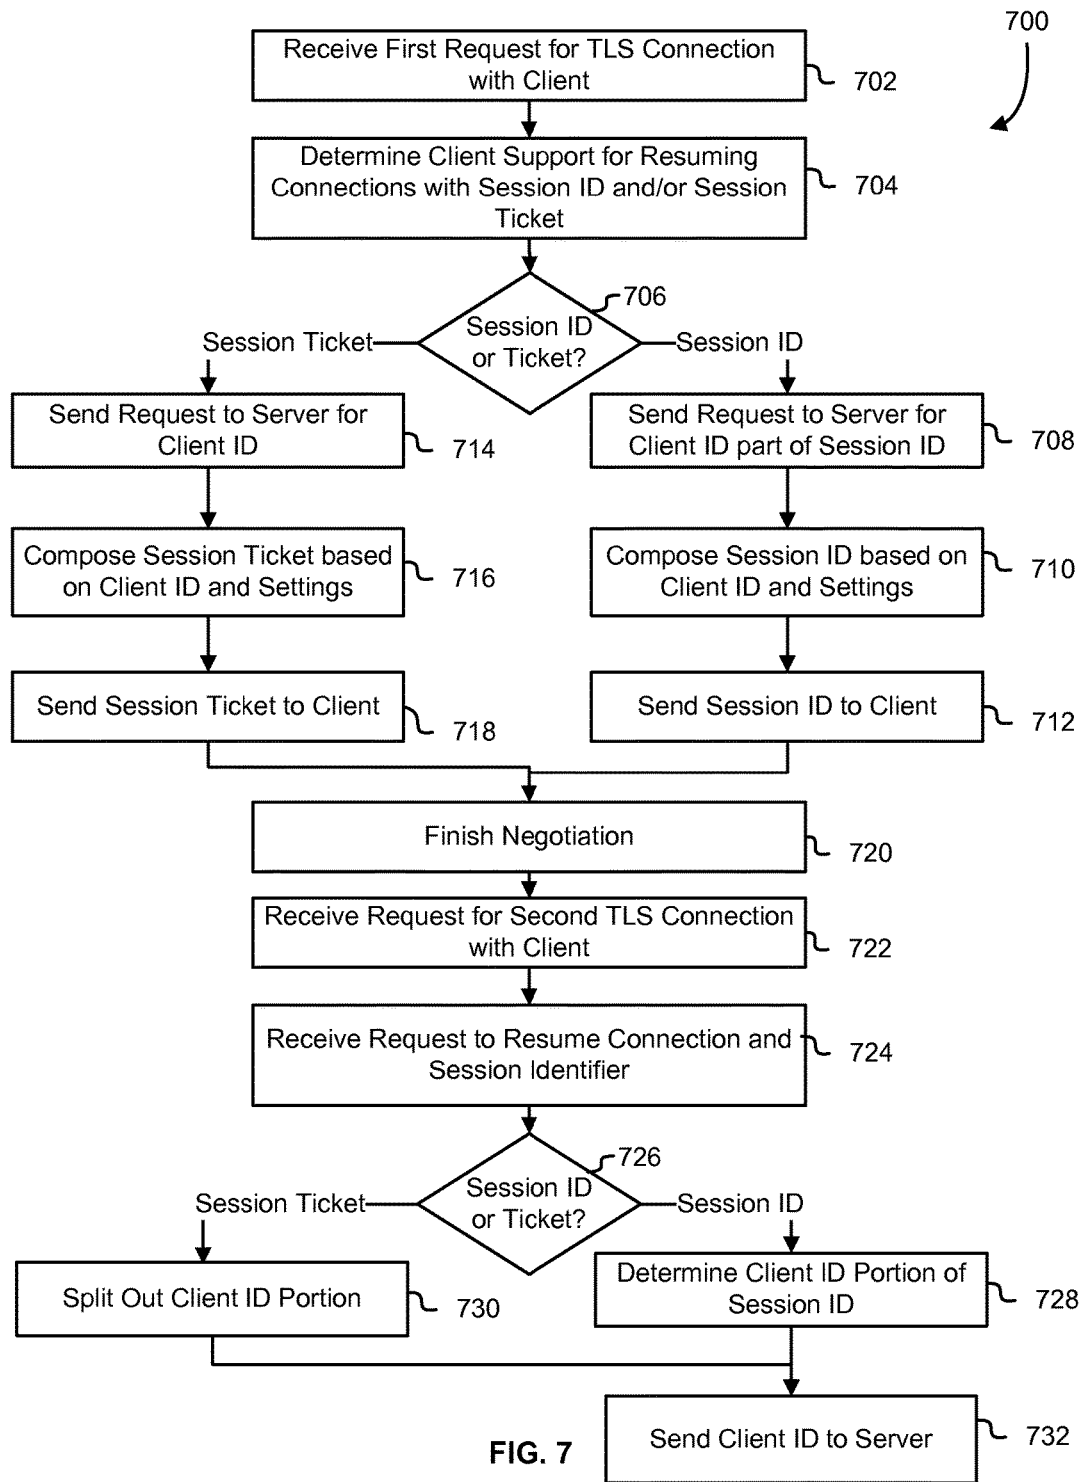 700
Receive First Request for TLS Connection
with Client
702
Determine Client Support for Resuming
Connections with Session ID and/or Session
Ticket
704
706
Session ID
or Ticket?
Session Ticket
Session ID
Send Request to Server for
Client ID
714
Send Request to Server for
Client ID part of Session ID
708
Compose Session Ticket based
on Client ID and Settings
716
Compose Session ID based on
Client ID and Settings
710
Send Session Ticket to Client
718
Send Session ID to Client
712
Finish Negotiation
720
Receive Request for Second TLS Connection
with Client
722
Receive Request to Resume Connection and
Session Identifier
724
726
Session ID
or Ticket?
Session Ticket
Session ID
Split Out Client ID Portion
730
Determine Client ID Portion of
Session ID
728
Send Client ID to Server
732
FIG. 7